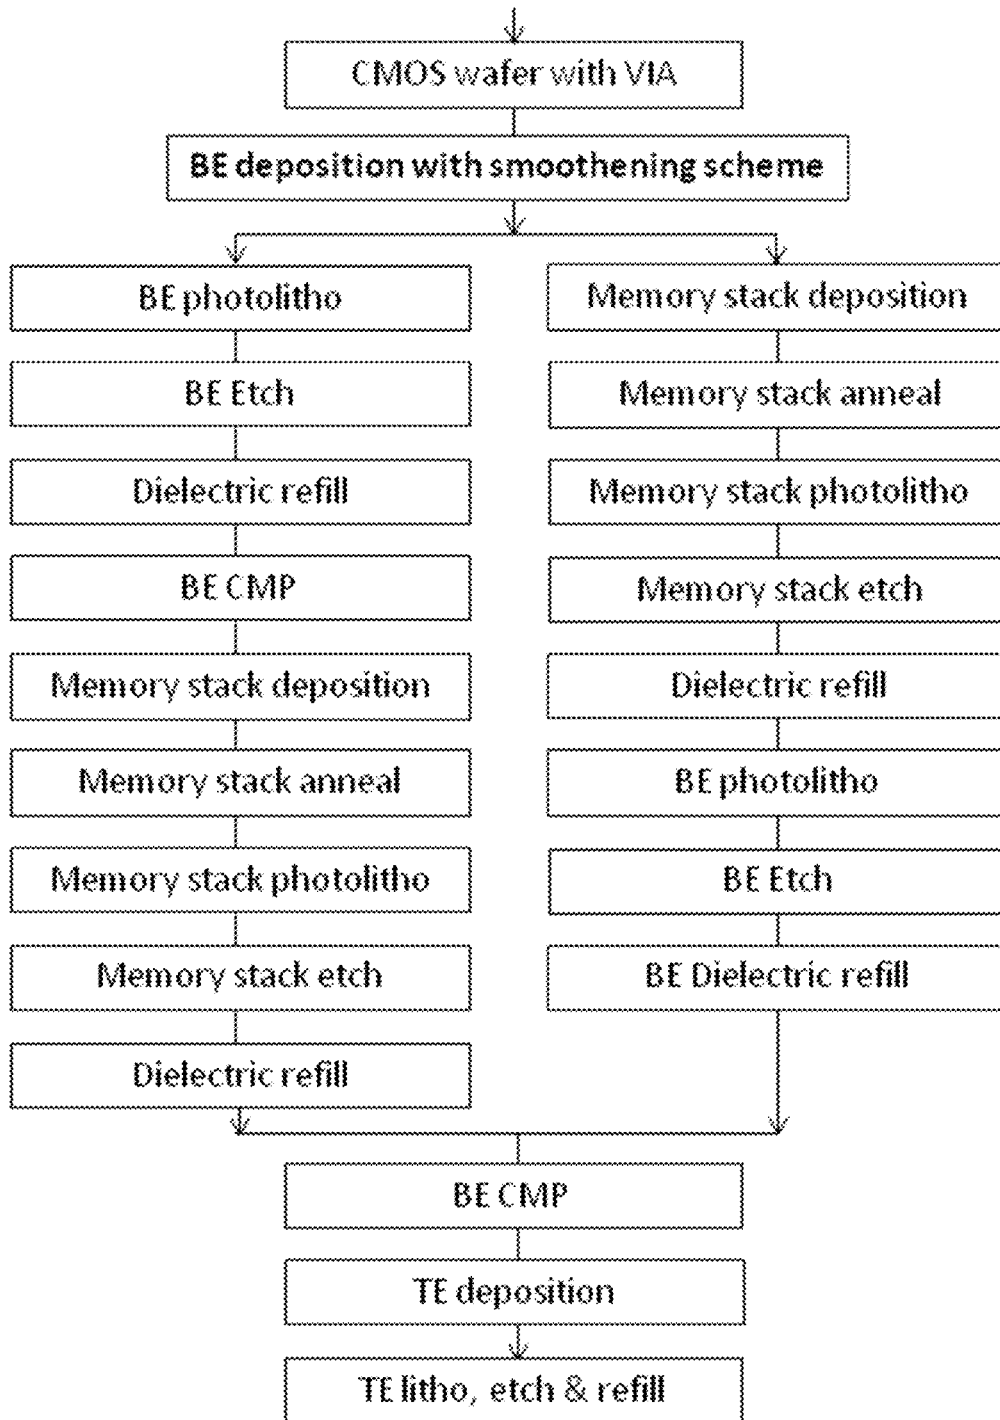 CMOS wafer with VIA
BE deposition with smoothening scheme
BE photolitho
BE Etch
Dielectric refill
BE CMP
Memory stack deposition
Memory stack anneal
Memory stack photolitho
Memory stack etch
Dielectric refill
Memory stack deposition
Memory stack anneal
Memory stack photolitho
Memory stack etch
Dielectric refill
BE photolitho
BE Etch
BE Dielectric refill
BE CMP
TE deposition
TE litho, etch & refill